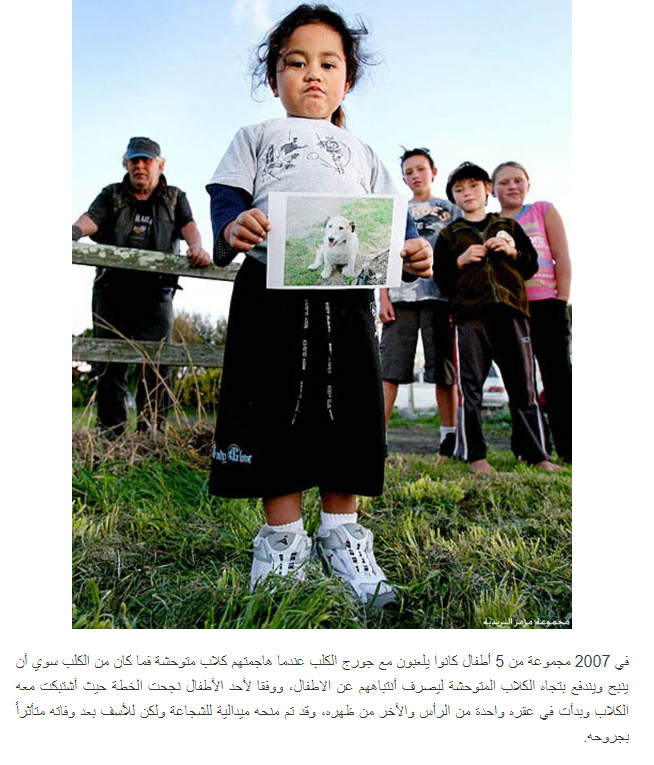 مجموعة مرمز البريدية
في 2007 مجموعة من 5 أطفال كانوا يلعبون مع جورج الكلب عندما هاجمتهم كلاب متوحشة فما كان من الكلب سوي أن
ينبح ويندفع بتجاه الكلاب المتوحشة ليصرف أنتباههم عن الاطفال، ووفقا لأحد الأطفال نجحت الخطة حيث أشتبكت معه
الكلاب وبدأت في عقره واحدة من الرأس والأخر من ظهره، وقد تم منحه ميدالية للشجاعة ولكن للأسف بعد وفاته متأثراً
بجروحه.